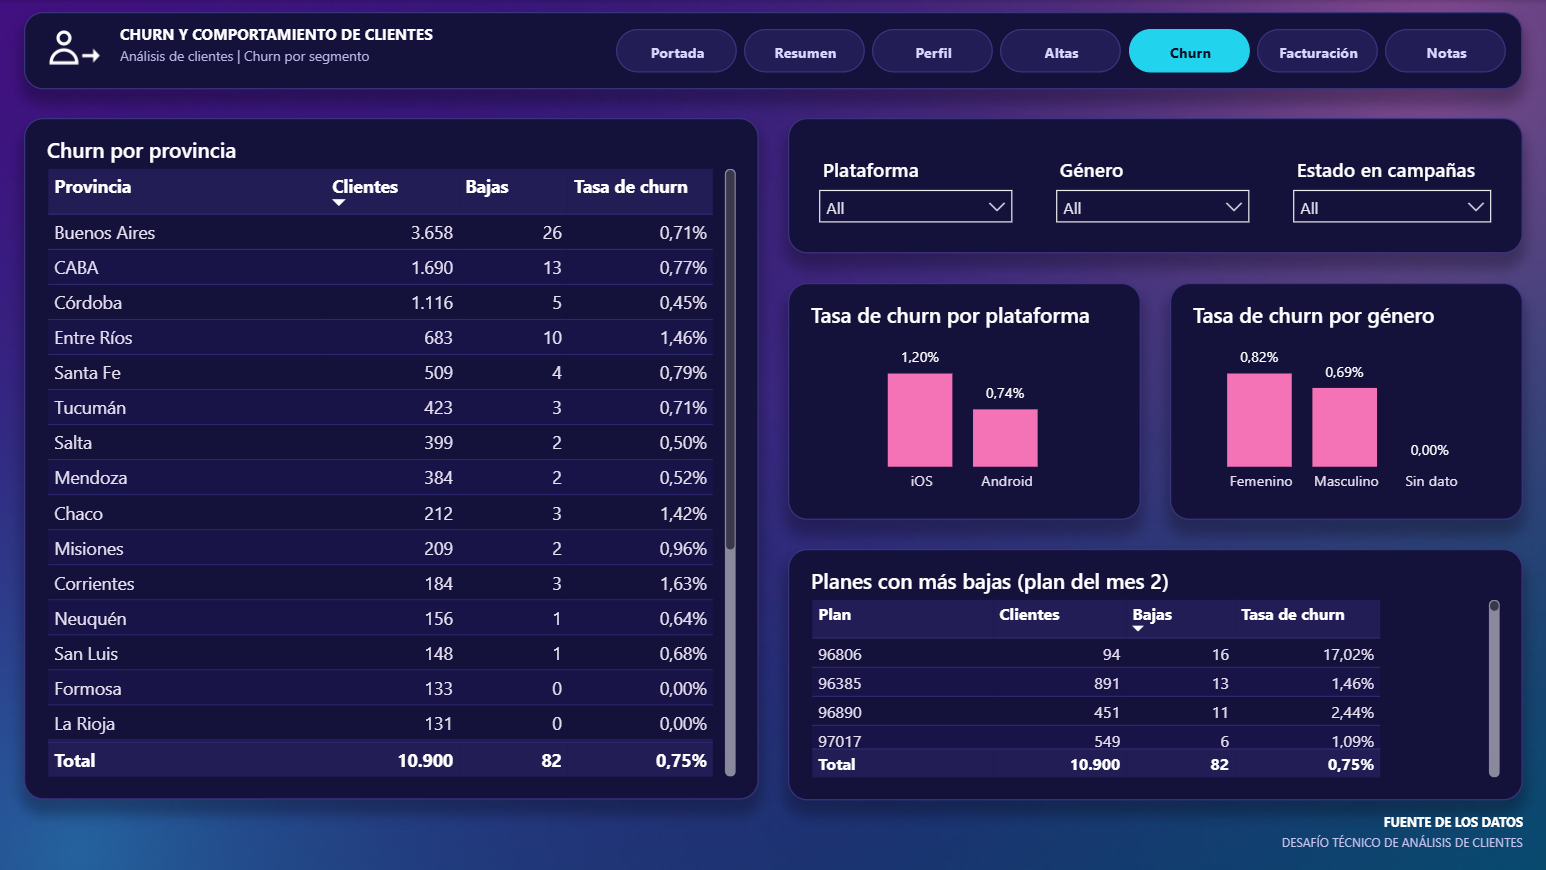 CHURN Y COMPORTAMIENTO DE CLIENTES
Análisis de clientes | Churn por segmento
Portada
Resumen
Perfil
Altas
Churn
Facturación
Notas
Churn por provincia
Provincia Clientes Bajas Tasa de churn
Buenos Aires 3.658 26 0,71%
CABA 1.690 13 0,77%
Córdoba 1.116 5 0,45%
Entre Ríos 683 10 1,46%
Santa Fe 509 4 0,79%
Tucumán 423 3 0,71%
Salta 399 2 0,50%
Mendoza 384 2 0,52%
Chaco 212 3 1,42%
Misiones 209 2 0,96%
Corrientes 184 3 1,63%
Neuquén 156 1 0,64%
San Luis 148 1 0,68%
Formosa 133 0 0,00%
La Rioja 131 0 0,00%
Total 10.900 82 0,75%
Plataforma Género Estado en campañas
All All All
Tasa de churn por plataforma
1,20%
0,74%
iOS Android
Tasa de churn por género
0,82%
0,69%
0,00%
Femenino Masculino Sin dato
Planes con más bajas (plan del mes 2)
Plan Clientes Bajas Tasa de churn
96806 94 16 17,02%
96385 891 13 1,46%
96890 451 11 2,44%
97017 549 6 1,09%
Total 10.900 82 0,75%
FUENTE DE LOS DATOS
DESAFÍO TÉCNICO DE ANÁLISIS DE CLIENTES